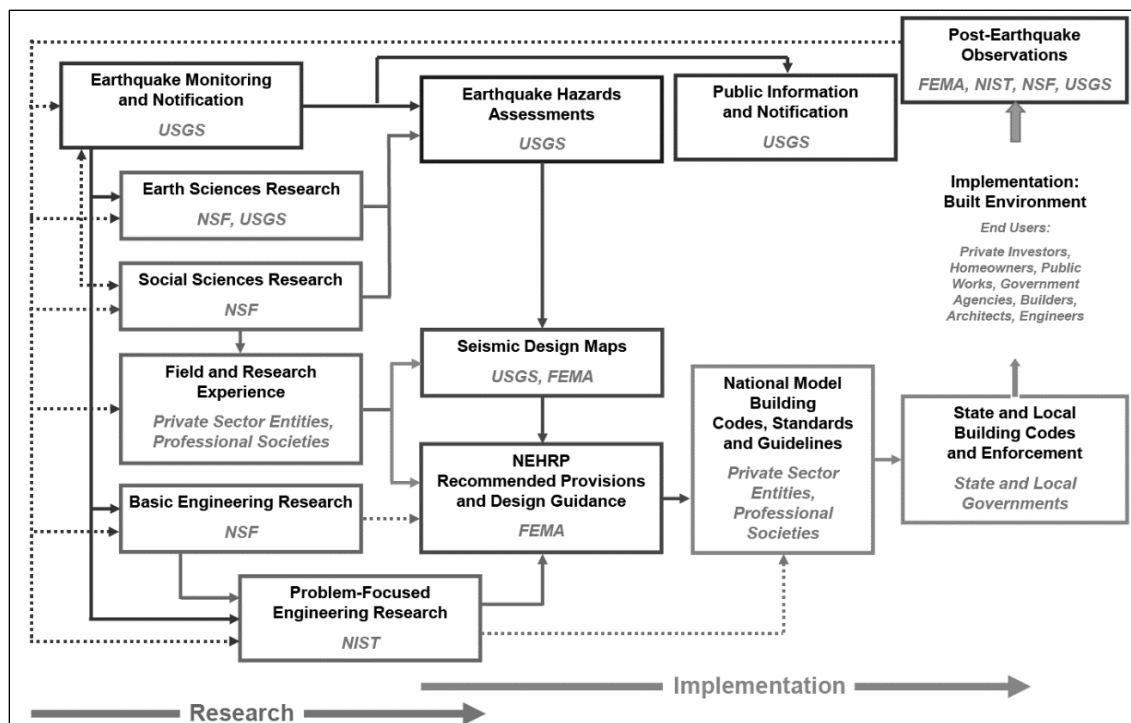 Post-Earthquake
Observations
FEMA, NIST, NSF, USGS
Earthquake Monitoring
and Notification
USGS
Earthquake Hazards
Assessments
USGS
Public Information
and Notification
USGS
Earth Sciences Research
NSF, USGS
Social Sciences Research
NSF
Field and Research
Experience
Private Sector Entities,
Professional Societies
Basic Engineering Research
NSF
Problem-Focused
Engineering Research
NIST
Seismic Design Maps
USGS, FEMA
NEHRP
Recommended Provisions
and Design Guidance
FEMA
National Model
Building
Codes, Standards
and Guidelines
Private Sector
Entities,
Professional
Societies
State and Local
Building Codes
and Enforcement
State and Local
Governments
Implementation:
Built Environment
End Users:
Private Investors,
Homeowners, Public
Works, Government
Agencies, Builders,
Architects, Engineers
Implementation
Research